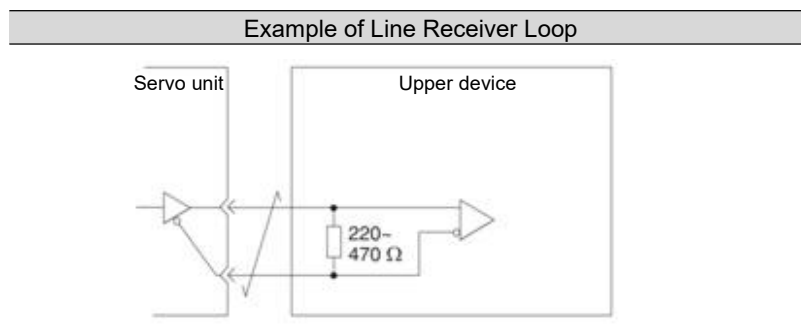 Example of Line Receiver Loop
Servo unit
Upper device
220~
470 Ω